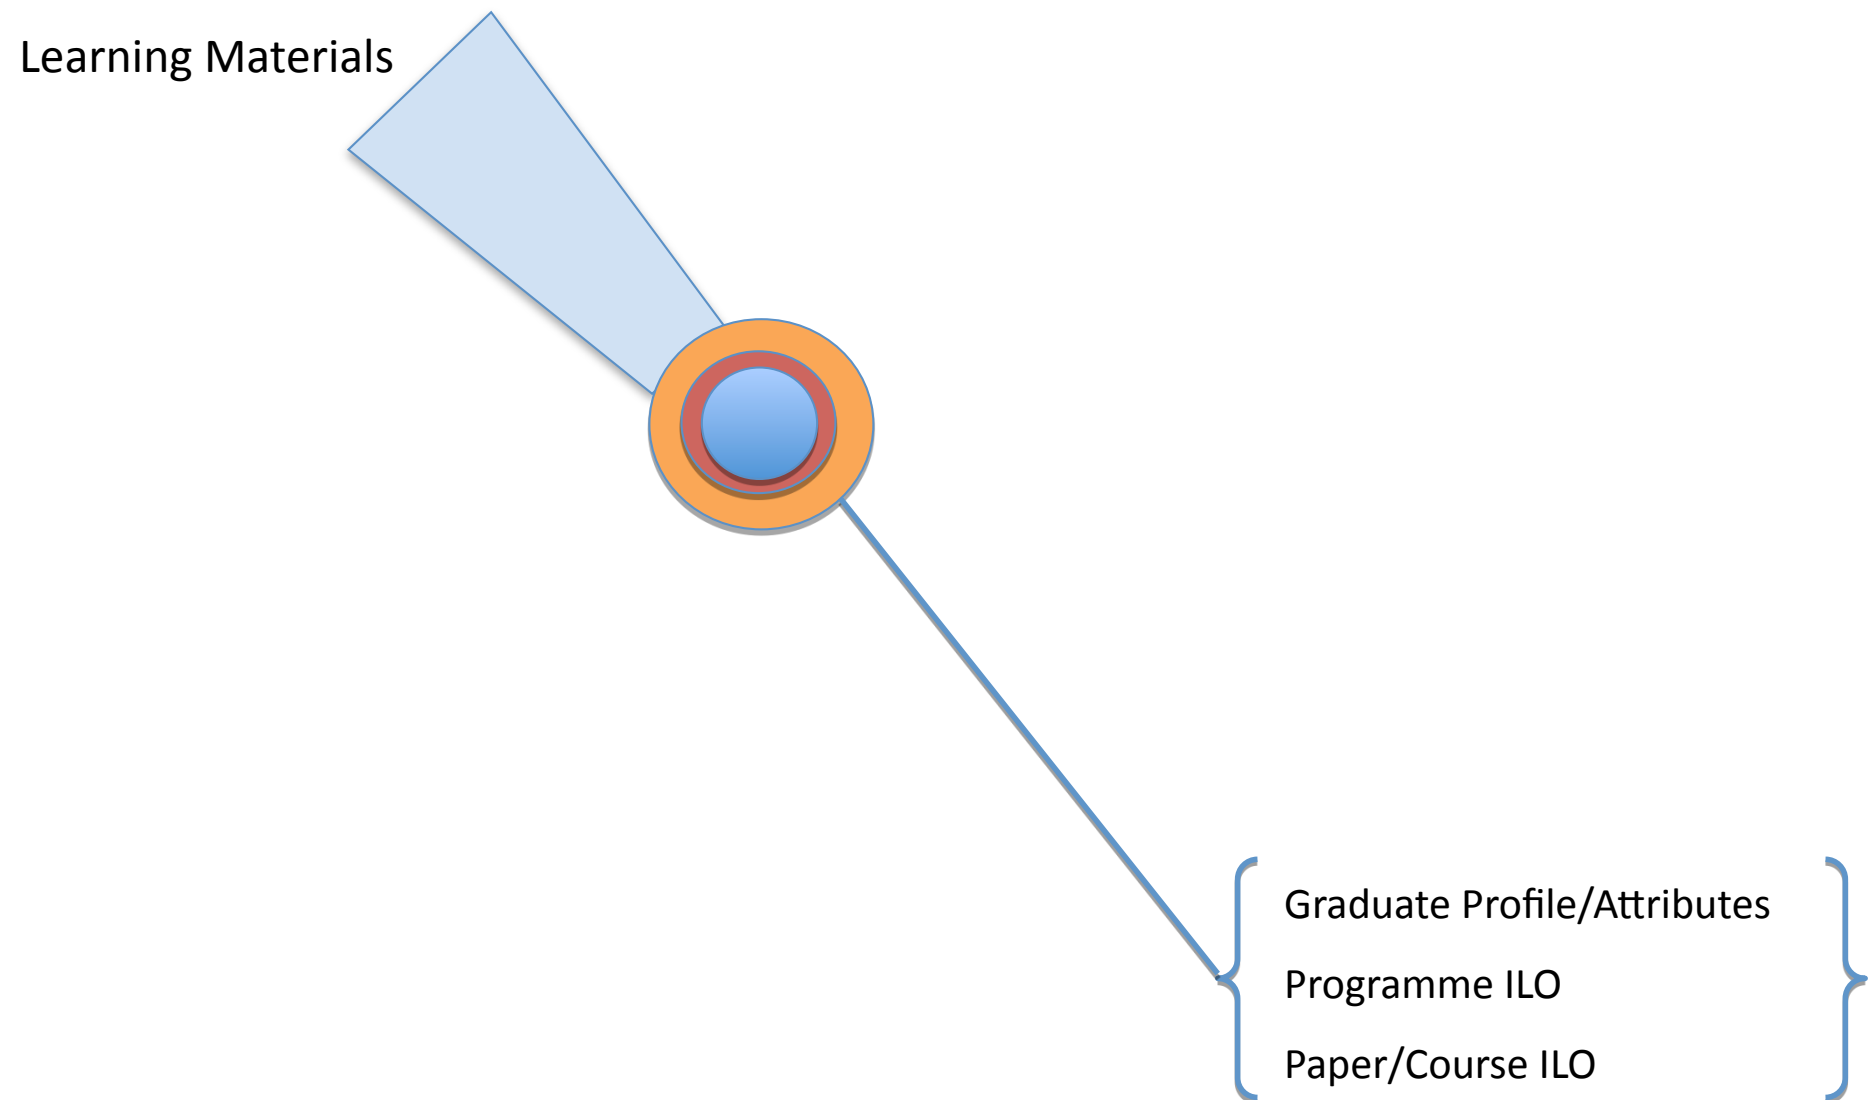 Learning Materials
Graduate Profile/Attributes
Programme ILO
Paper/Course ILO